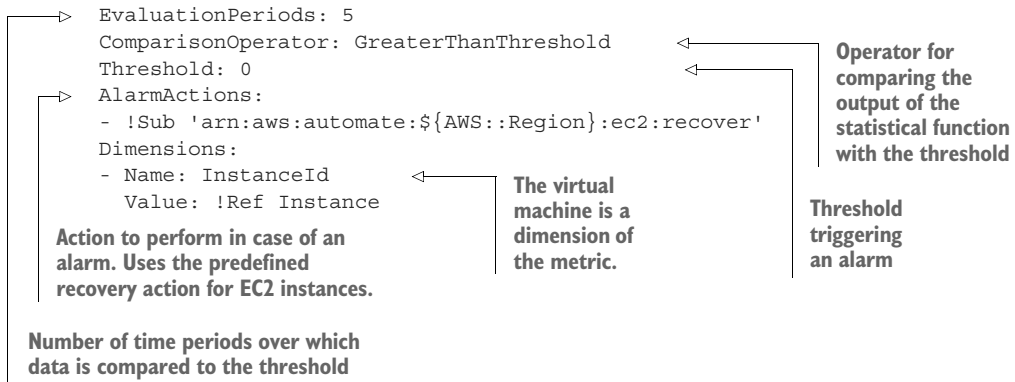 EvaluationPeriods: 5
ComparisonOperator: GreaterThanThreshold
Threshold: 0
AlarmActions:
- !Sub 'arn:aws:automate:${AWS::Region}:ec2:recover'
Dimensions:
- Name: InstanceId
Value: !Ref Instance
Operator for
comparing the
output of the
statistical function
with the threshold
The virtual
machine is a
dimension of
the metric.
Threshold
triggering
an alarm
Action to perform in case of an
alarm. Uses the predefined
recovery action for EC2 instances.
Number of time periods over which
data is compared to the threshold